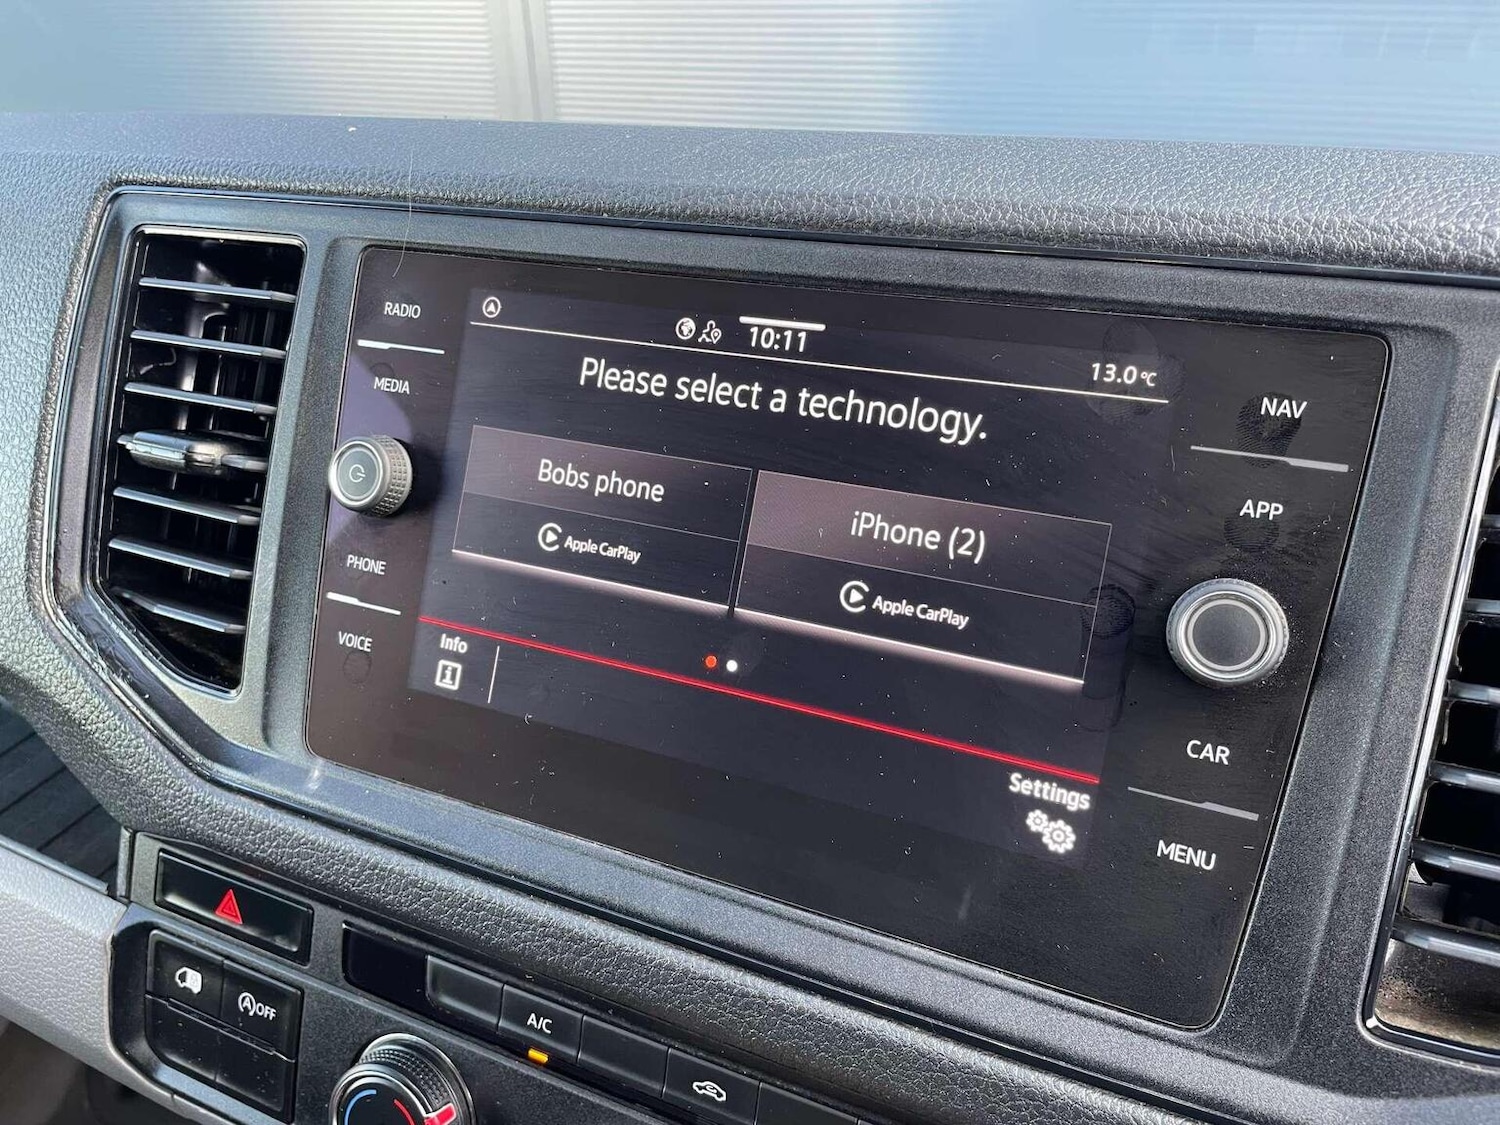 RADIO
MEDIA
PHONE
VOICE
10:11
13.0°C
Please select a technology.
Bobs phone
Apple CarPlay
iPhone (2)
Apple CarPlay
Info
i
Settings
NAV
APP
CAR
MENU
A OFF
A/C